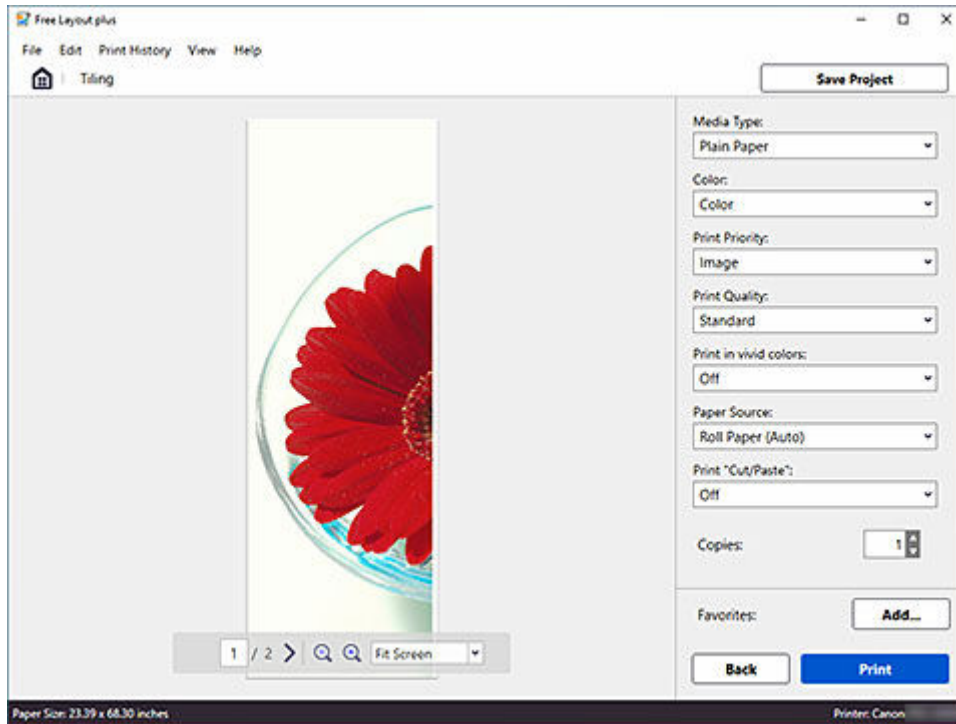 Free Layout plus
File Edit Print History View Help
Tiling
Save Project
Media Type:
Plain Paper
Color:
Color
Print Priority:
Image
Print Quality:
Standard
Print in vivid colors:
Off
Paper Source:
Roll Paper (Auto)
Print "Cut/Paste":
Off
Copies: 1
Favorites: Add...
1 / 2 Fit Screen
Back Print
Paper Size: 23.39 x 68.30 inches Printer: Canon